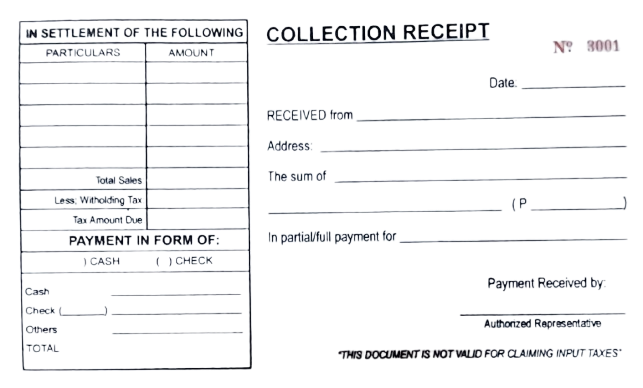 IN SETTLEMENT OF THE FOLLOWING
PARTICULARS AMOUNT
Total Sales
Less: Witholding Tax
Tax Amount Due
PAYMENT IN FORM OF:
) CASH ( ) CHECK
Cash
Check (______)
Others
TOTAL
COLLECTION RECEIPT
Nº 3001
Date.
RECEIVED from
Address:
The sum of
(P ________)
In partial/full payment for
Payment Received by:
Authorized Representative
"THIS DOCUMENT IS NOT VALID FOR CLAIMING INPUT TAXES"